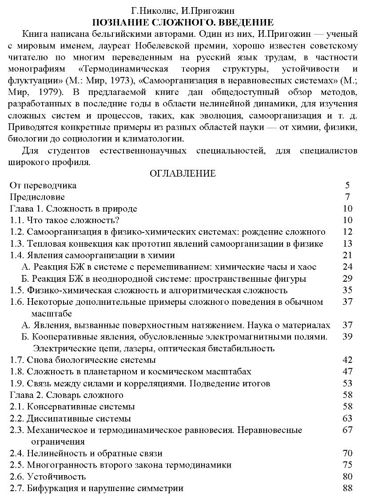 Г.Николис, И.Пригожин
ПОЗНАНИЕ СЛОЖНОГО. ВВЕДЕНИЕ
Книга написана бельгийскими авторами. Один из них, И.Пригожин — ученый
с мировым именем, лауреат Нобелевской премии, хорошо известен советскому
читателю по многим переведенным на русский язык трудам, в частности
монографиям «Термодинамическая теория структуры, устойчивости и
флуктуации» (М.: Мир, 1973), «Самоорганизация в неравновесных системах» (М.;
Мир, 1979). В предлагаемой книге дан общедоступный обзор методов,
разработанных в последние годы в области нелинейной динамики, для изучения
сложных систем и процессов, таких, как эволюция, самоорганизация и т. д.
Приводятся конкретные примеры из разных областей науки — от химии, физики,
биологии до социологии и климатологии.
Для студентов естественнонаучных специальностей, для специалистов
широкого профиля.
ОГЛАВЛЕНИЕ
От переводчика 5
Предисловие 7
Глава 1. Сложность в природе 10
1.1. Что такое сложность? 10
1.2. Самоорганизация в физико-химических системах: рождение сложного 12
1.3. Тепловая конвекция как прототип явлений самоорганизации в физике 13
1.4. Явления самоорганизации в химии 21
А. Реакция БЖ в системе с перемешиванием: химические часы и хаос 24
Б. Реакция БЖ в неоднородной системе: пространственные фигуры 29
1.5. Физико-химическая сложность и алгоритмическая сложность 35
1.6. Некоторые дополнительные примеры сложного поведения в обычном 37
масштабе
А. Явления, вызванные поверхностным натяжением. Наука о материалах 37
Б. Кооперативные явления, обусловленные электромагнитными полями. 39
Электрические цепи, лазеры, оптическая бистабильность
1.7. Снова биологические системы 42
1.8. Сложность в планетарном и космическом масштабах 47
1.9. Связь между силами и корреляциями. Подведение итогов 53
Глава 2. Словарь сложного 58
2.1. Консервативные системы 58
2.2. Диссипативные системы 63
2.3. Механическое и термодинамическое равновесия. Неравновесные 67
ограничения
2.4. Нелинейность и обратные связи 70
2.5. Многогранность второго закона термодинамики 75
2.6. Устойчивость 80
2.7. Бифуркация и нарушение симметрии 88